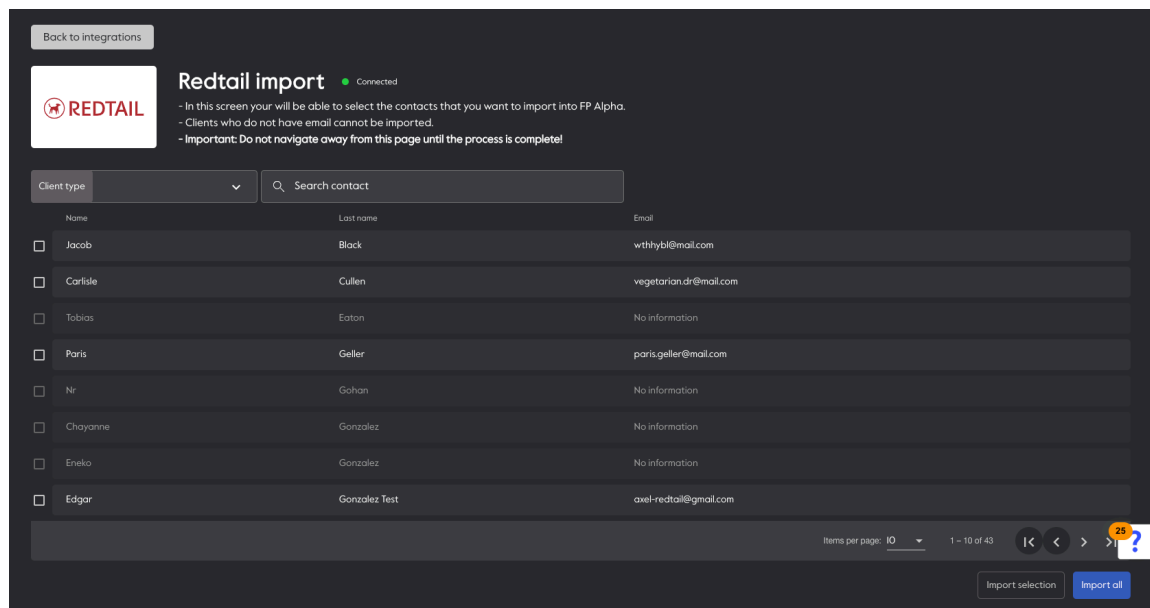 Back to integrations
REDTAIL
Redtail import Connected
- In this screen your will be able to select the contacts that you want to import into FP Alpha.
- Clients who do not have email cannot be imported.
- Important: Do not navigate away from this page until the process is complete!
Client type Search contact
Name Last name Email
Jacob Black wthhybl@mail.com
Carlisle Cullen vegetarian.dr@mail.com
Tobias Eaton No information
Paris Geller paris.geller@mail.com
Nr Gohan No information
Chayanne Gonzalez No information
Eneko Gonzalez No information
Edgar Gonzalez Test axel-redtail@gmail.com
Items per page: 10 1 – 10 of 43
25
?
Import selection Import all